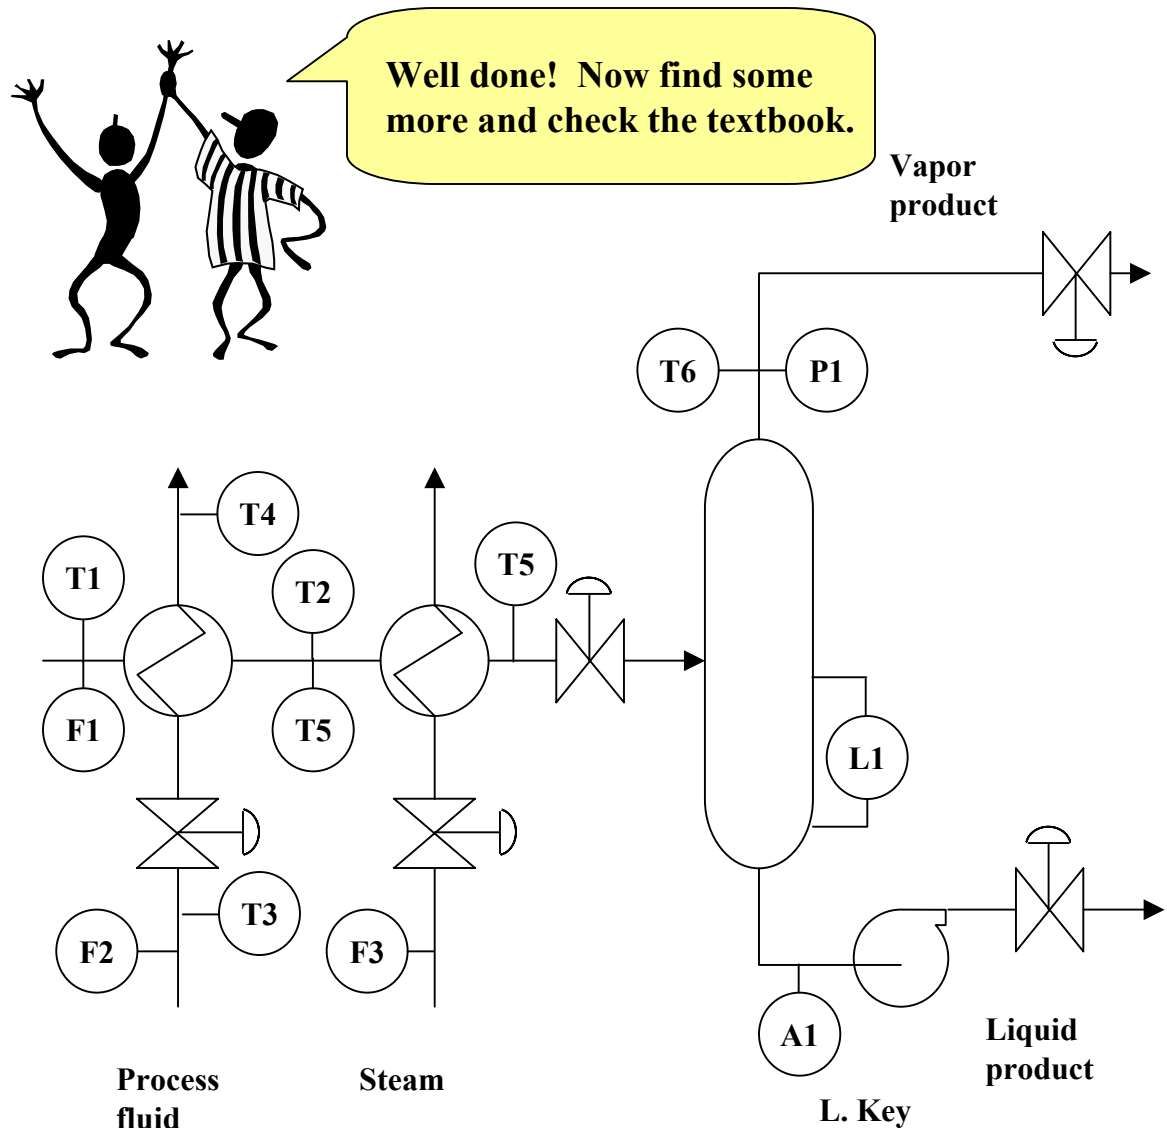 Well done! Now find some
more and check the textbook.
Vapor
product
T6
P1
T4
T1
T2
T5
F1
T5
L1
T3
F2
F3
A1
Liquid
product
Process
fluid
Steam
L. Key